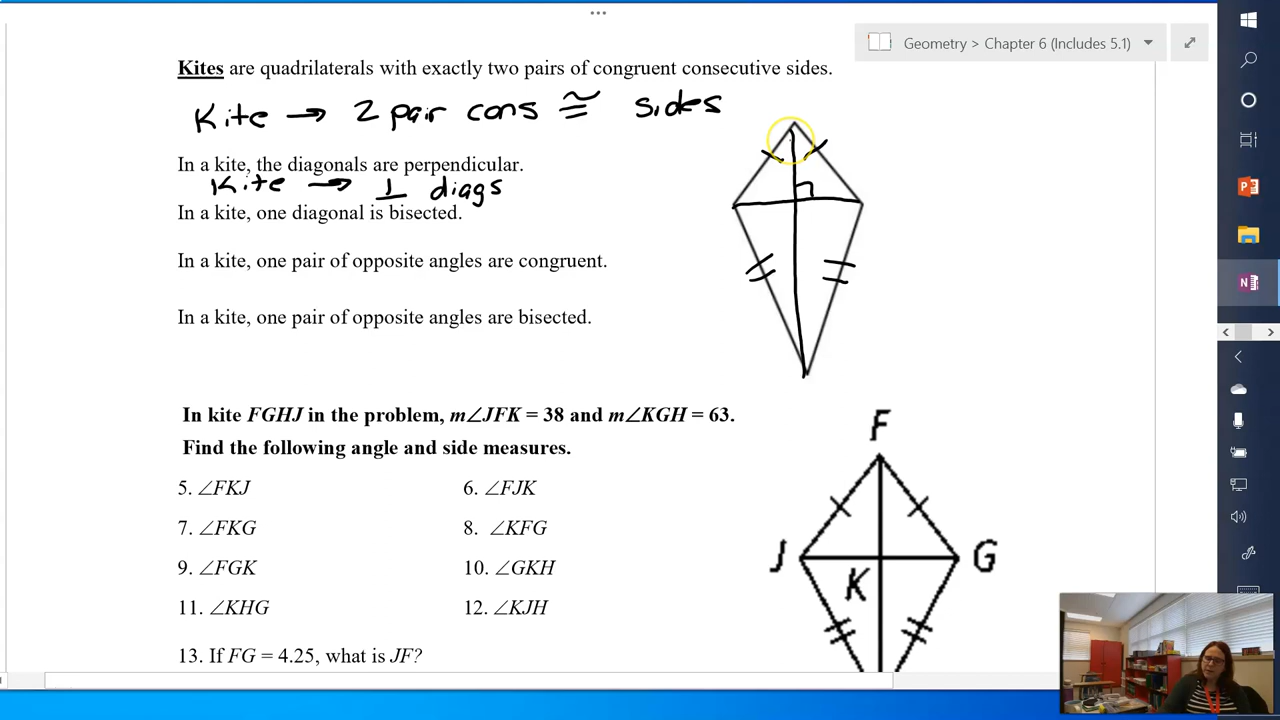 Geometry > Chapter 6 (Includes 5.1)
Kites are quadrilaterals with exactly two pairs of congruent consecutive sides.
Kite → 2 pair cons ≅ sides
In a kite, the diagonals are perpendicular.
Kite → ⊥ diags
In a kite, one diagonal is bisected.
In a kite, one pair of opposite angles are congruent.
In a kite, one pair of opposite angles are bisected.
In kite FGHJ in the problem, m∠JFK = 38 and m∠KGH = 63.
Find the following angle and side measures.
5. ∠FKJ 6. ∠FJK
7. ∠FKG 8. ∠KFG
9. ∠FGK 10. ∠GKH
11. ∠KHG 12. ∠KJH
13. If FG = 4.25, what is JF?
F
J
G
K